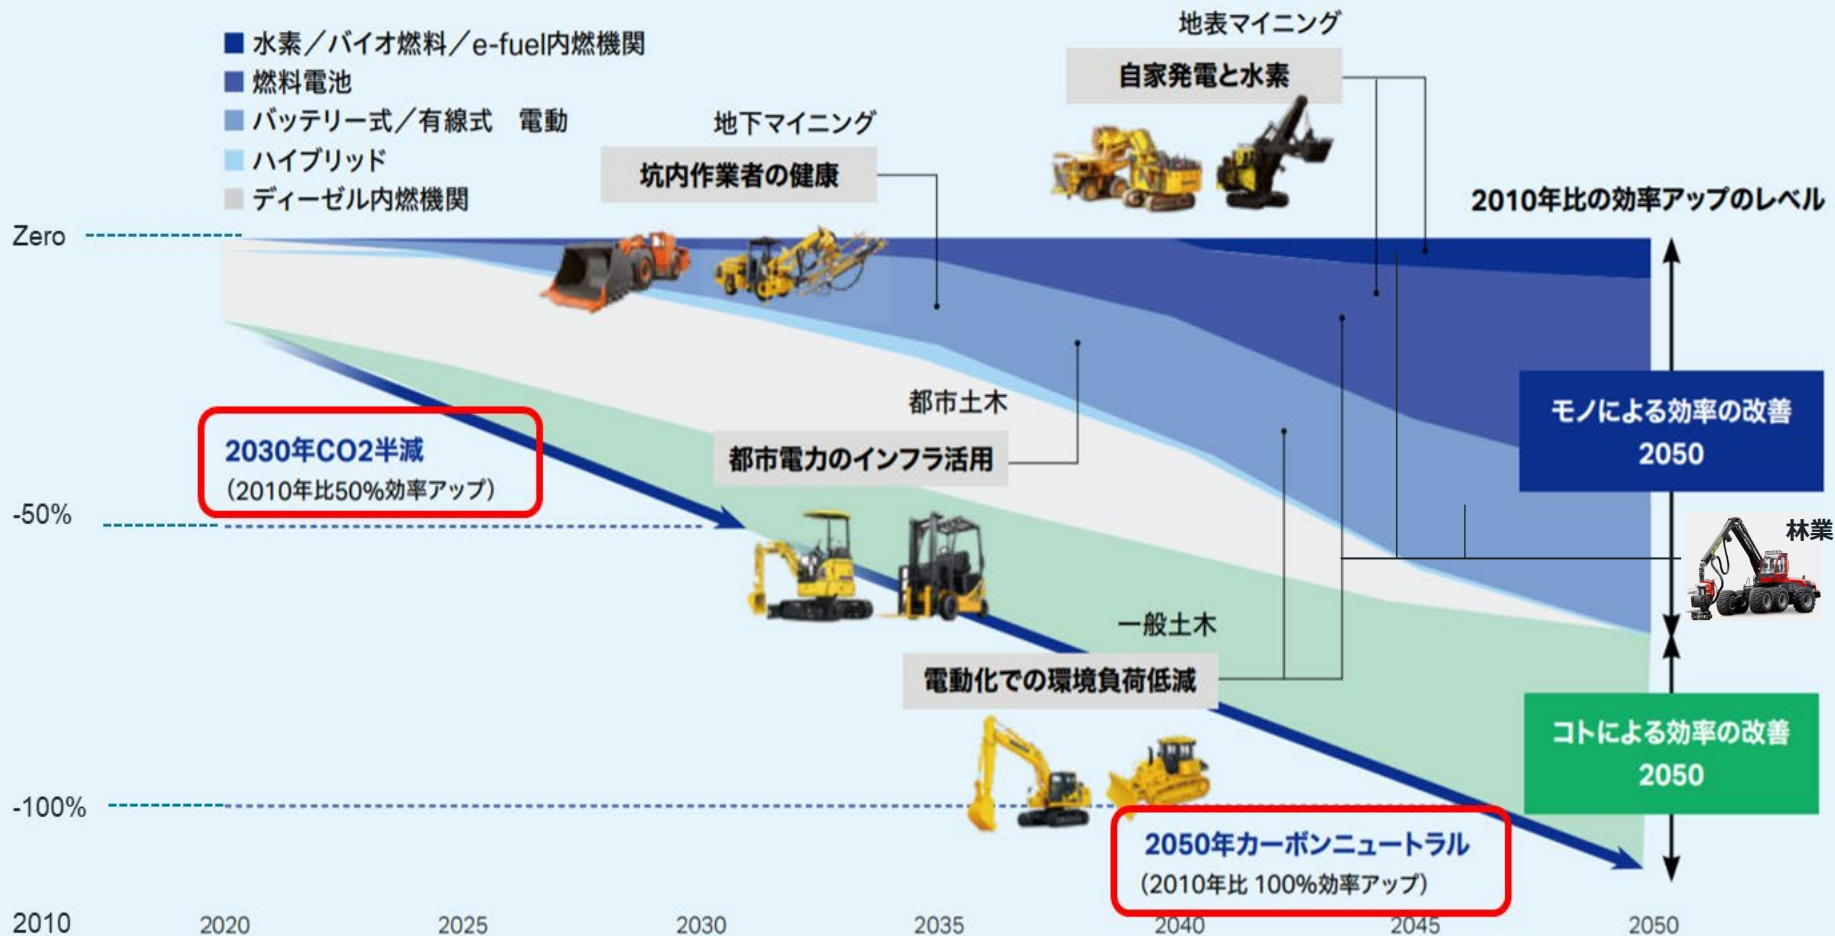 水素／バイオ燃料／e-fuel内燃機関
燃料電池
バッテリー式／有線式　電動
ハイブリッド
ディーゼル内燃機関
地表マイニング
自家発電と水素
地下マイニング
坑内作業者の健康
2010年比の効率アップのレベル
Zero
都市土木
都市電力のインフラ活用
モノによる効率の改善
2050
2030年CO2半減
（2010年比50%効率アップ）
-50%
林業
一般土木
電動化での環境負荷低減
コトによる効率の改善
2050
-100%
2050年カーボンニュートラル
（2010年比 100%効率アップ）
2010
2020
2025
2030
2035
2040
2045
2050